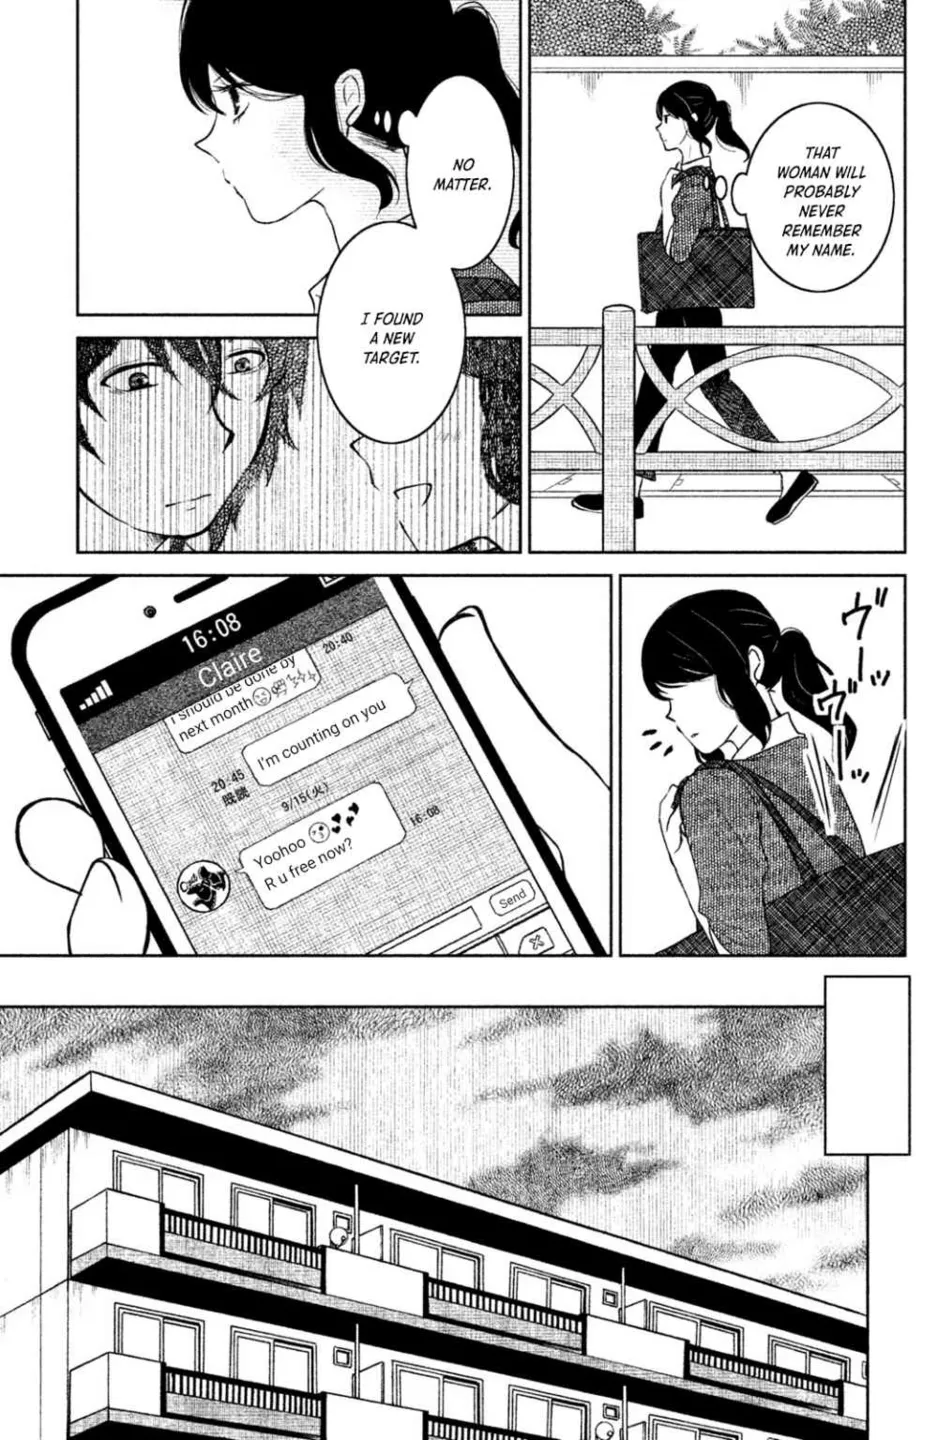 THAT
WOMAN WILL
PROBABLY
NEVER
REMEMBER
MY NAME.
NO
MATTER.
I FOUND
A NEW
TARGET.
ヴーッ
ヴーッ
16:08
Claire
I should be done by
next month
20:40
I'm counting on you
20:45
既読
9/15(火)
Yoohoo
R u free now?
16:08
Send